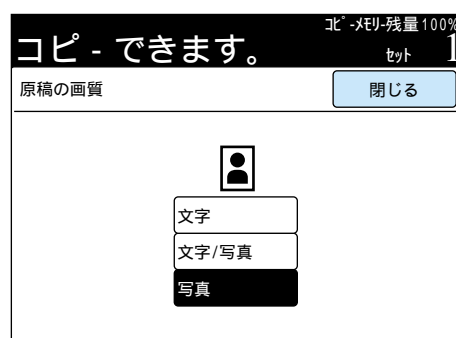 ｺﾋﾟ-ﾒﾓﾘ-残量100%
コピ-できます。
ｾｯﾄ 1
原稿の画質
閉じる
文字
文字/写真
写真